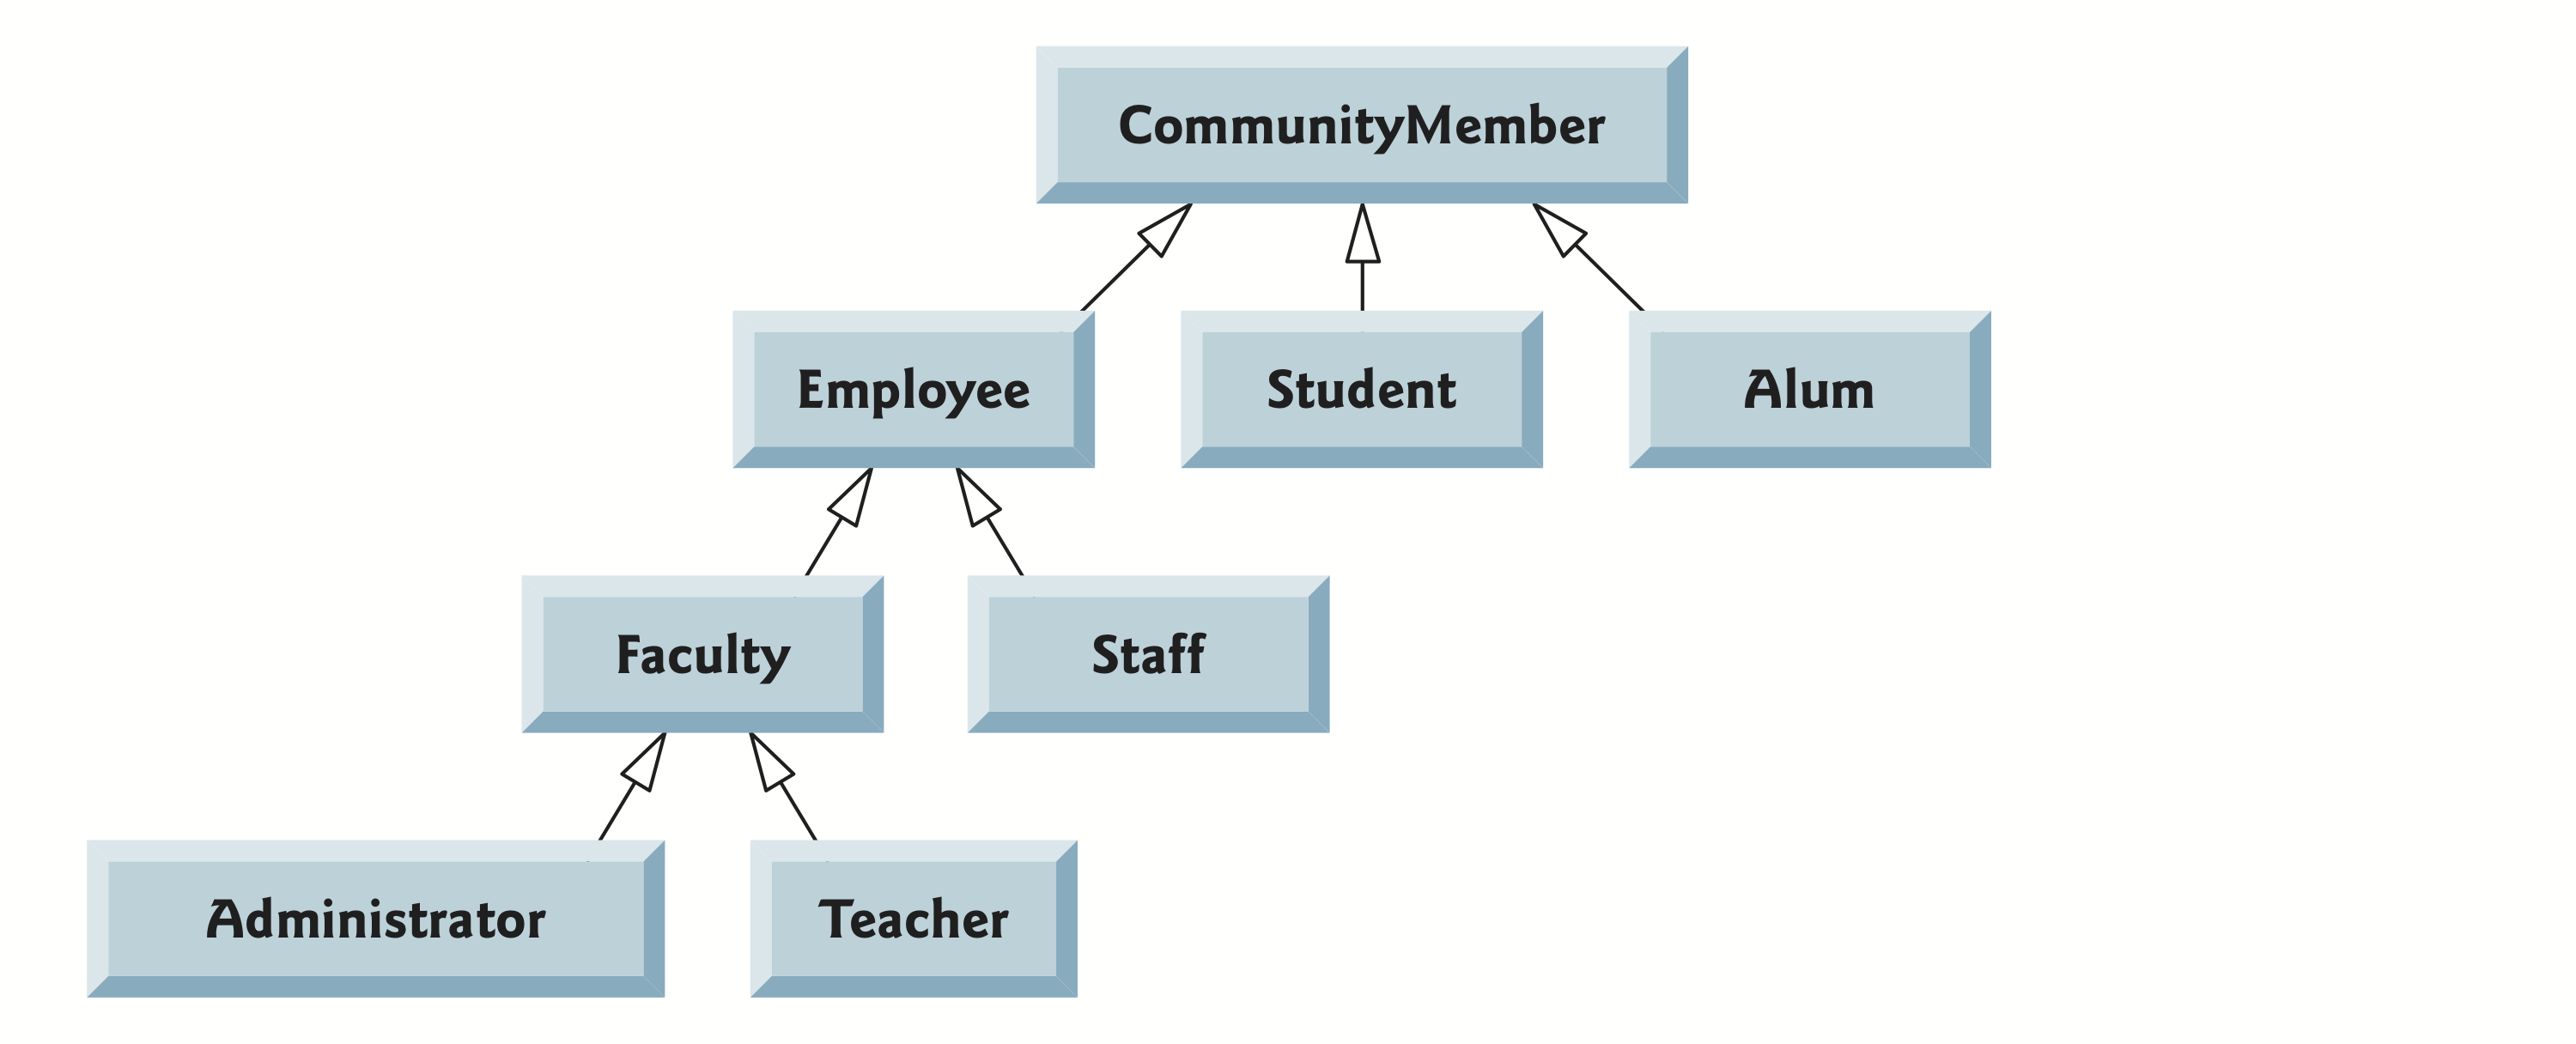 CommunityMember
Employee
Student
Alum
Faculty
Staff
Administrator
Teacher